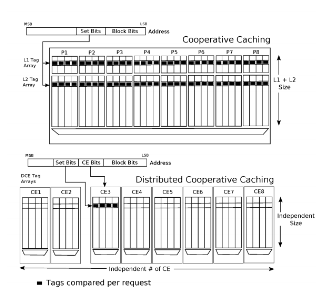 MSB LSB
Set Bits Block Bits Address
Cooperative Caching
P1 P2 P3 P4 P5 P6 P7 P8
L1 Tag
Array
L2 Tag
Array
L1 + L2
Size
MSB LSB
Set Bits CE Bits Block Bits Address
DCE Tag
Arrays
Distributed Cooperative Caching
CE1 CE2 CE3 CE4 CE5 CE6 CE7 CE8
Independent
Size
Independent # of CE
Tags compared per request